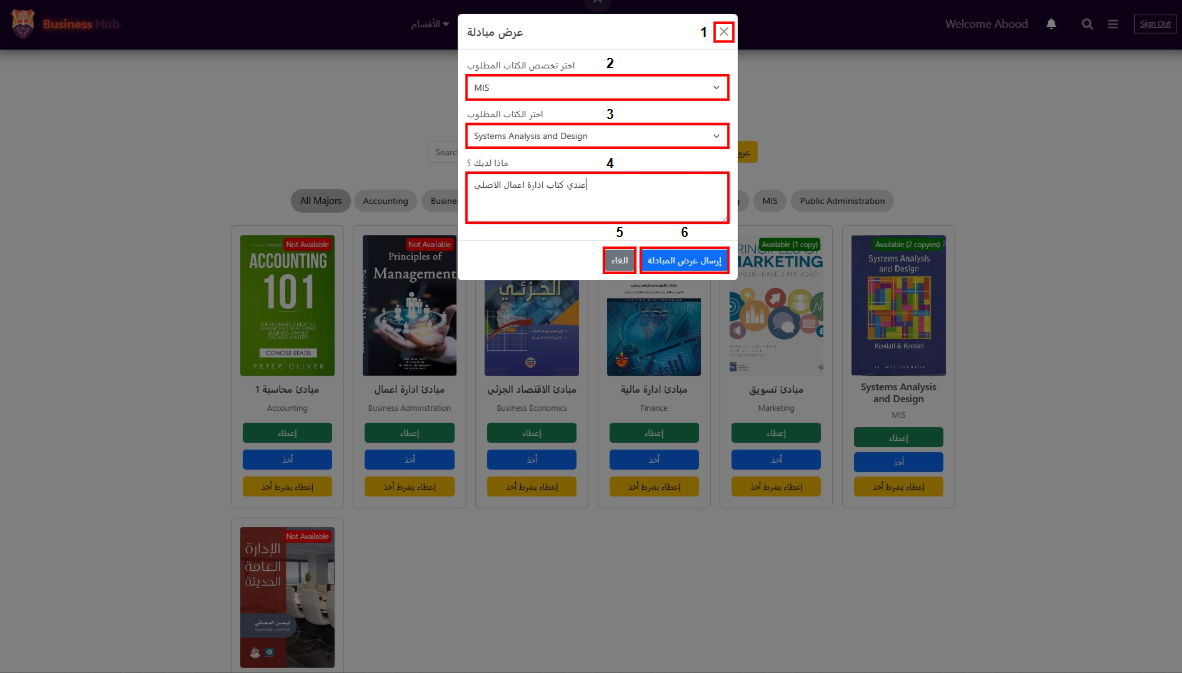 Business Hub
الأقسام
Welcome Abood
Sign Out
عرض مبادلة
1
اختر تخصص الكتاب المطلوب
2
MIS
اختر الكتاب المطلوب
3
Systems Analysis and Design
ماذا لديك ؟
4
عندي كتاب ادارة اعمال الاصلي
5
6
الغاء
إرسال عرض المبادلة
Search
All Majors
Accounting
MIS
Public Administration
Not Available
ACCOUNTING
101
CONCISE READS
PETER OLIVER
مبادئ محاسبة 1
Accounting
إعطاء
أخذ
إعطاء بشرط أخذ
Not Available
Principles of
Management
مبادئ ادارة اعمال
Business Adminstration
إعطاء
أخذ
إعطاء بشرط أخذ
الجزئي
مبادئ الاقتصاد الجزئي
Business Economics
إعطاء
أخذ
إعطاء بشرط أخذ
مبادئ ادارة مالية
Finance
إعطاء
أخذ
إعطاء بشرط أخذ
Available (1 copy)
MARKETING
مبادئ تسويق
Marketing
إعطاء
أخذ
إعطاء بشرط أخذ
Available (2 copyies)
Systems Analysis
and Design
Kendall & Kendall
Systems Analysis
and Design
MIS
إعطاء
أخذ
إعطاء بشرط أخذ
Not Available
الإدارة
العامة
الحديثة